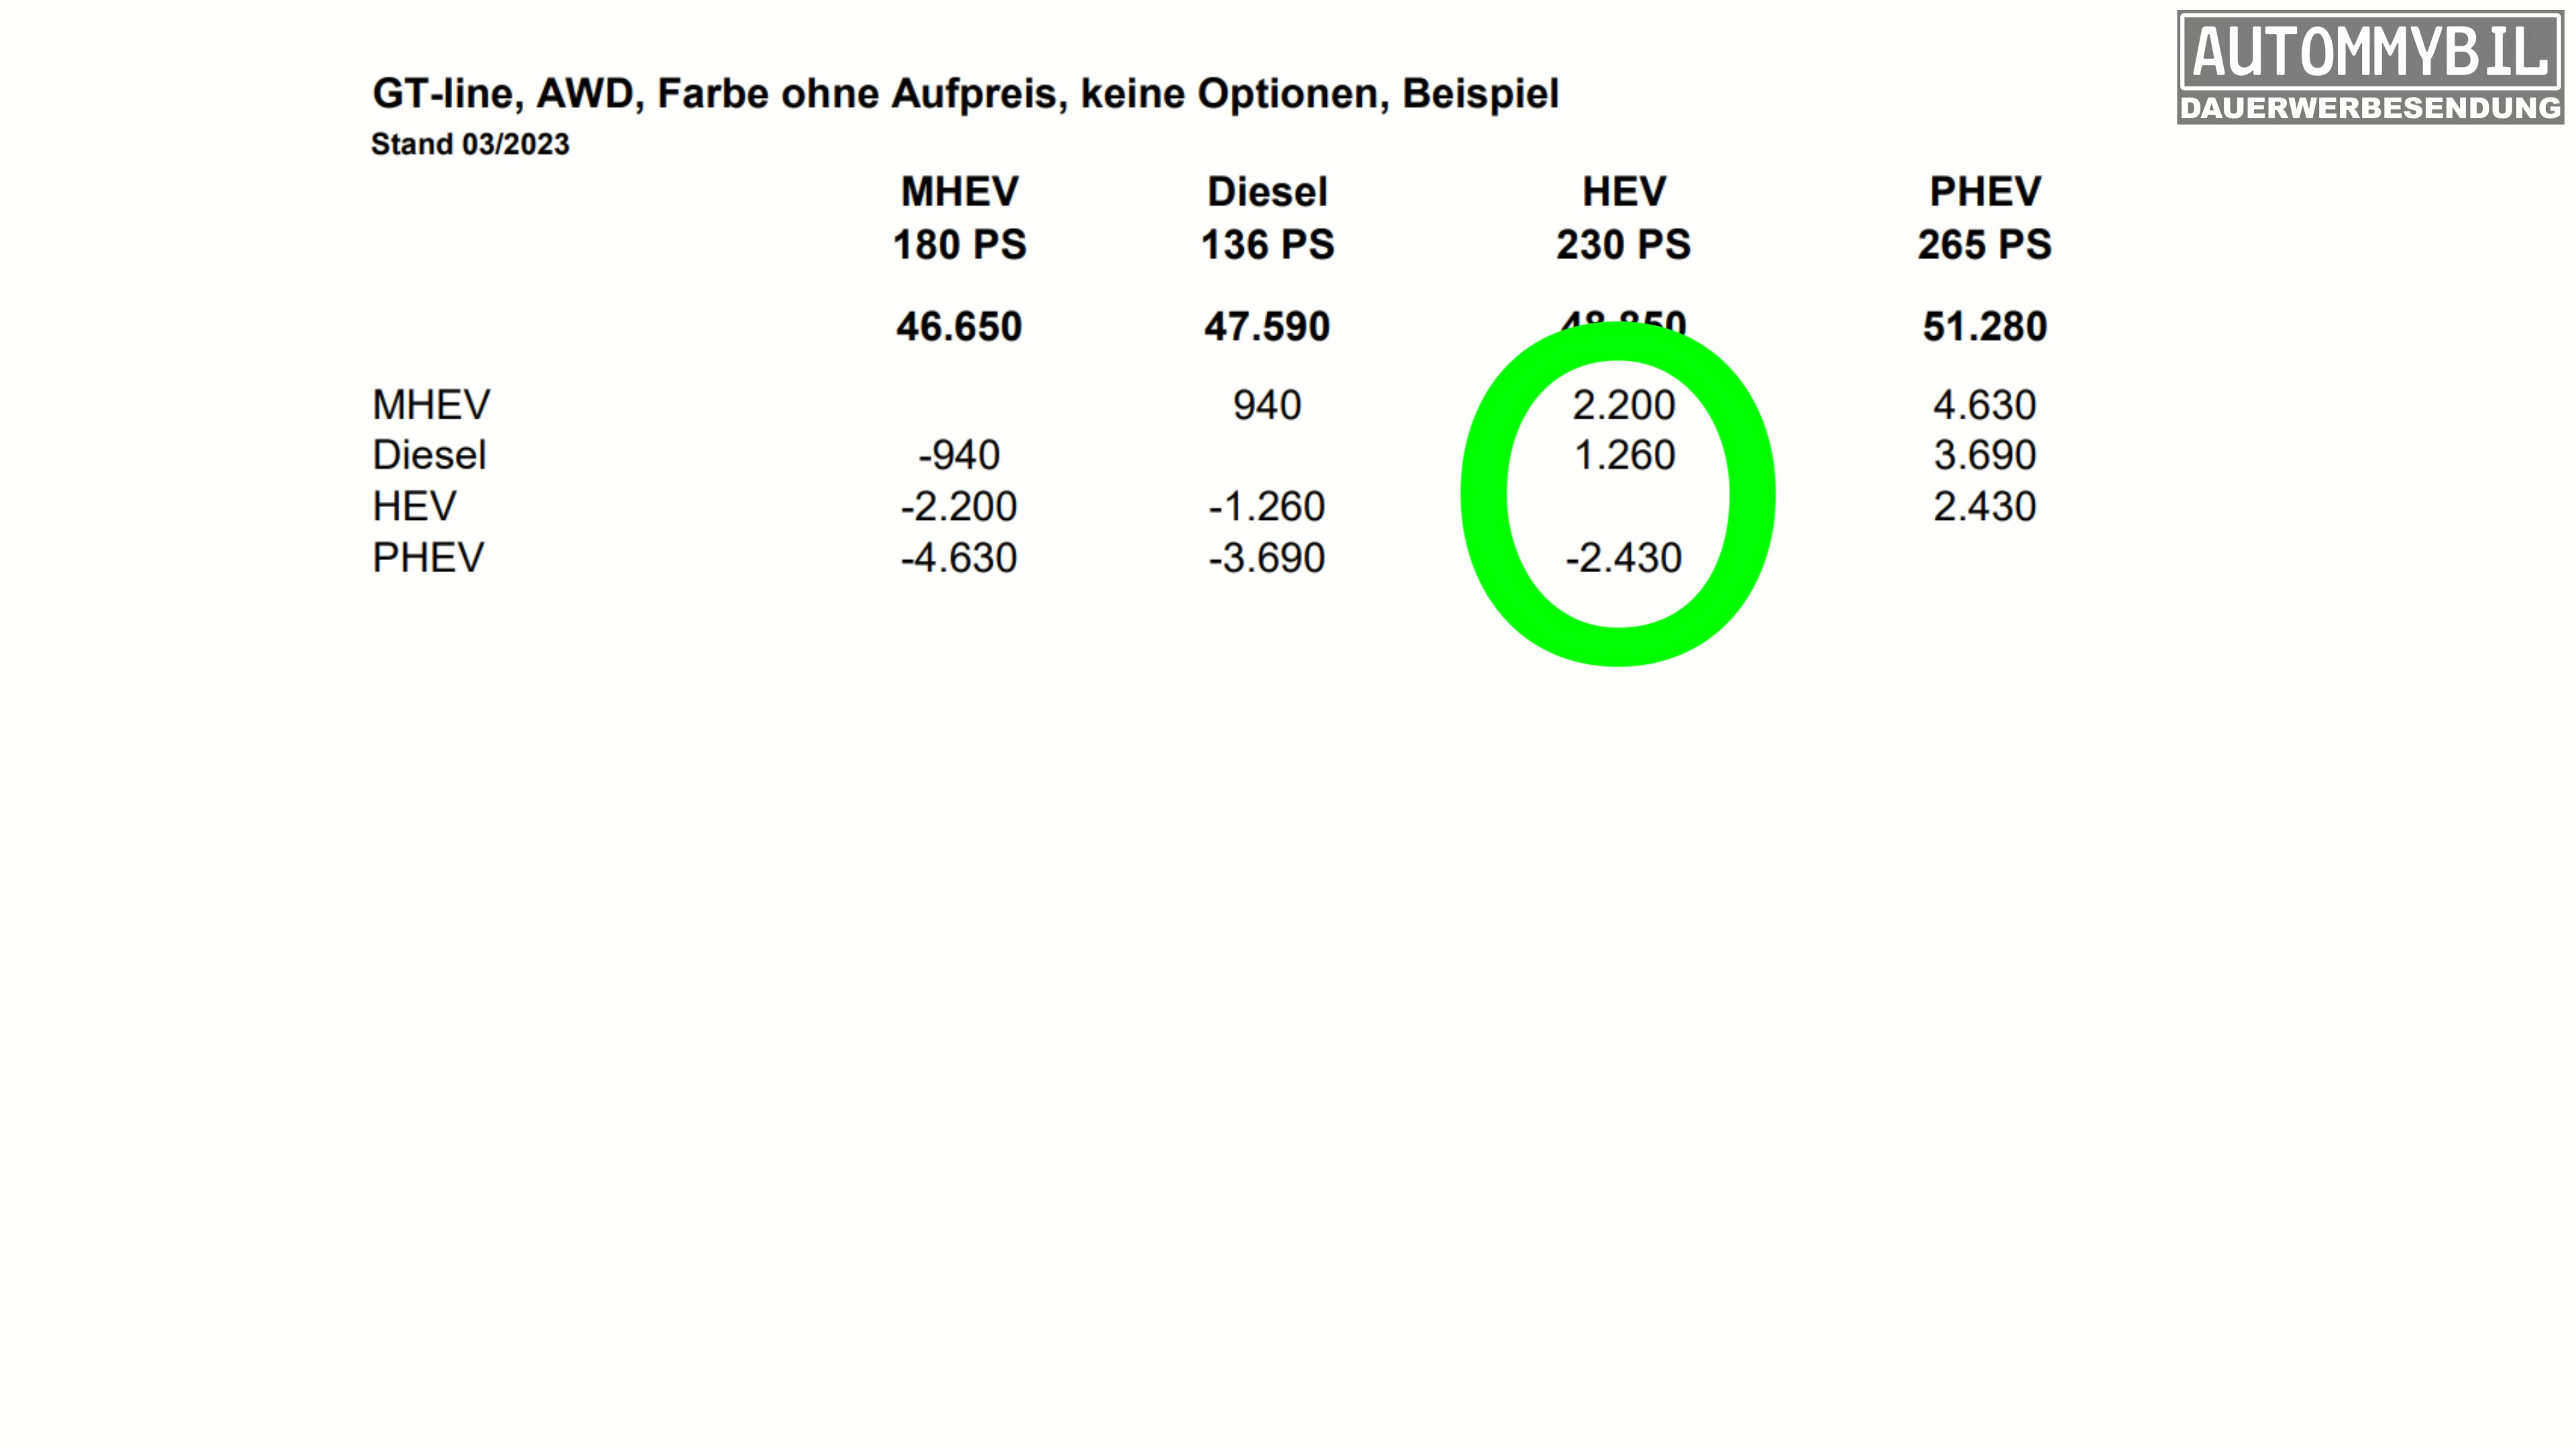 AUTOMMYBIL
DAUERWERBESENDUNG
GT-line, AWD, Farbe ohne Aufpreis, keine Optionen, Beispiel
Stand 03/2023
MHEV Diesel HEV PHEV
180 PS 136 PS 230 PS 265 PS
46.650 47.590 48.850 51.280
MHEV 940 2.200 4.630
Diesel -940 1.260 3.690
HEV -2.200 -1.260 2.430
PHEV -4.630 -3.690 -2.430